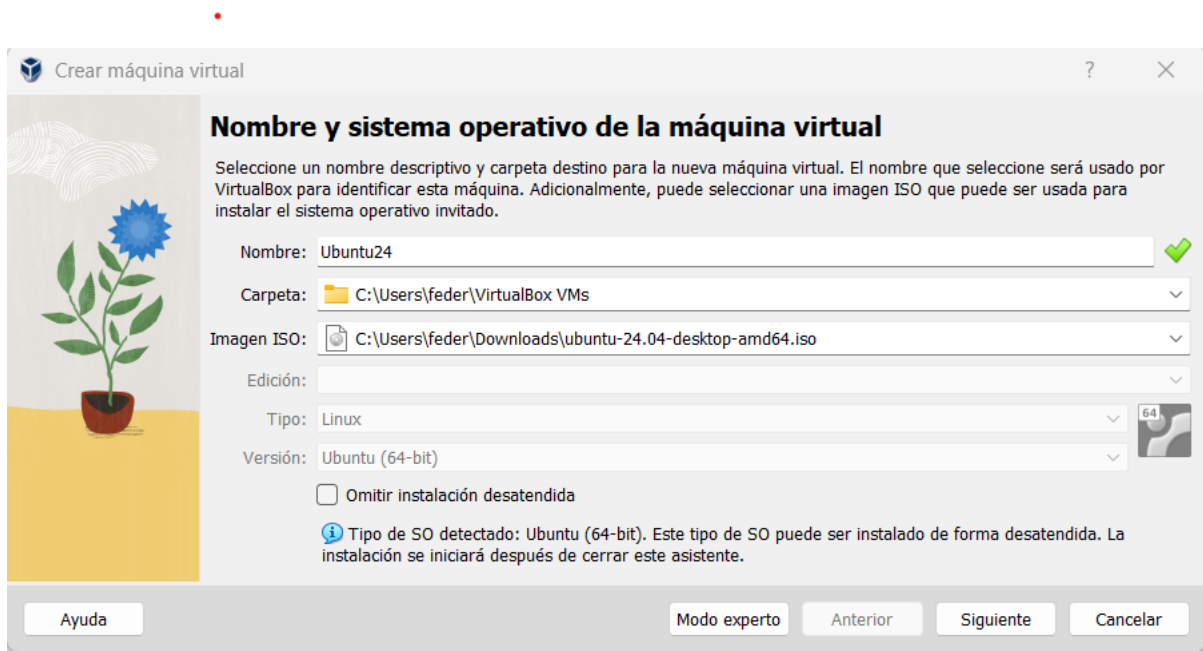 Crear máquina virtual
?
Nombre y sistema operativo de la máquina virtual
Seleccione un nombre descriptivo y carpeta destino para la nueva máquina virtual. El nombre que seleccione será usado por
VirtualBox para identificar esta máquina. Adicionalmente, puede seleccionar una imagen ISO que puede ser usada para
instalar el sistema operativo invitado.
Nombre: Ubuntu24
Carpeta: C:\Users\feder\VirtualBox VMs
Imagen ISO: C:\Users\feder\Downloads\ubuntu-24.04-desktop-amd64.iso
Edición:
Tipo: Linux
64
Versión: Ubuntu (64-bit)
Omitir instalación desatendida
Tipo de SO detectado: Ubuntu (64-bit). Este tipo de SO puede ser instalado de forma desatendida. La
instalación se iniciará después de cerrar este asistente.
Ayuda Modo experto Anterior Siguiente Cancelar